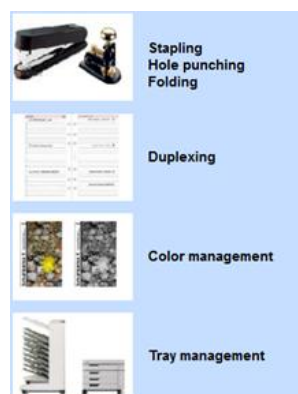 Stapling
Hole punching
Folding
Duplexing
Color management
Tray management